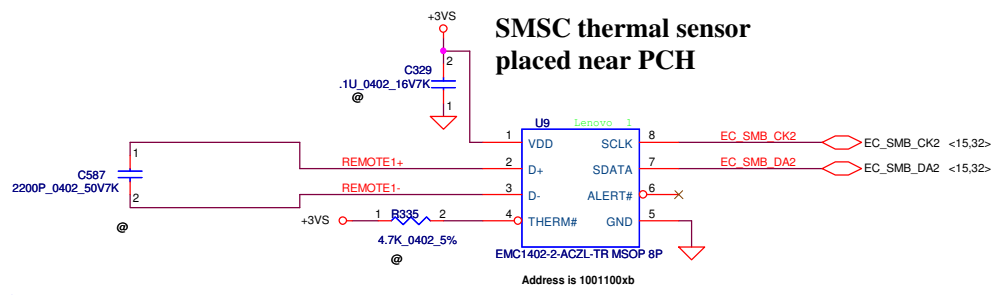 +3VS
SMSC thermal sensor
placed near PCH
2
C329
.1U_0402_16V7K
@
1
U9
Lenovo 1
1
VDD
SCLK
8
EC_SMB_CK2
EC_SMB_CK2 <15,32>
1
C587
2200P_0402_50V7K
2
@
REMOTE1+
2
D+
SDATA
7
EC_SMB_DA2
EC_SMB_DA2 <15,32>
REMOTE1-
3
D-
ALERT#
6
+3VS
1
R335
2
4.7K_0402_5%
@
4
THERM#
GND
5
EMC1402-2-ACZL-TR MSOP 8P
Address is 1001100xb